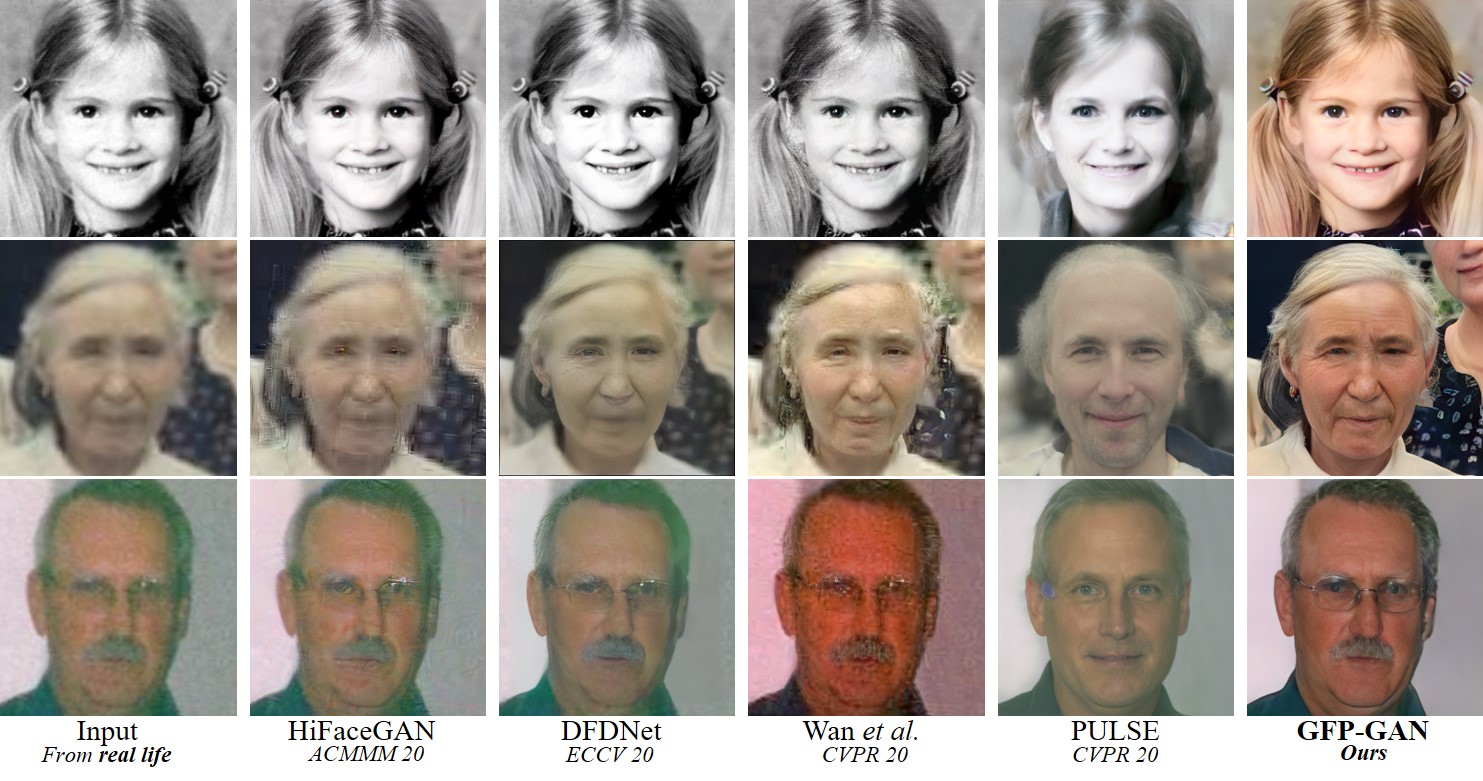 Input HiFaceGAN DFDNet Wan et al. PULSE GFP-GAN
From real life ACMMM 20 ECCV 20 CVPR 20 CVPR 20 Ours